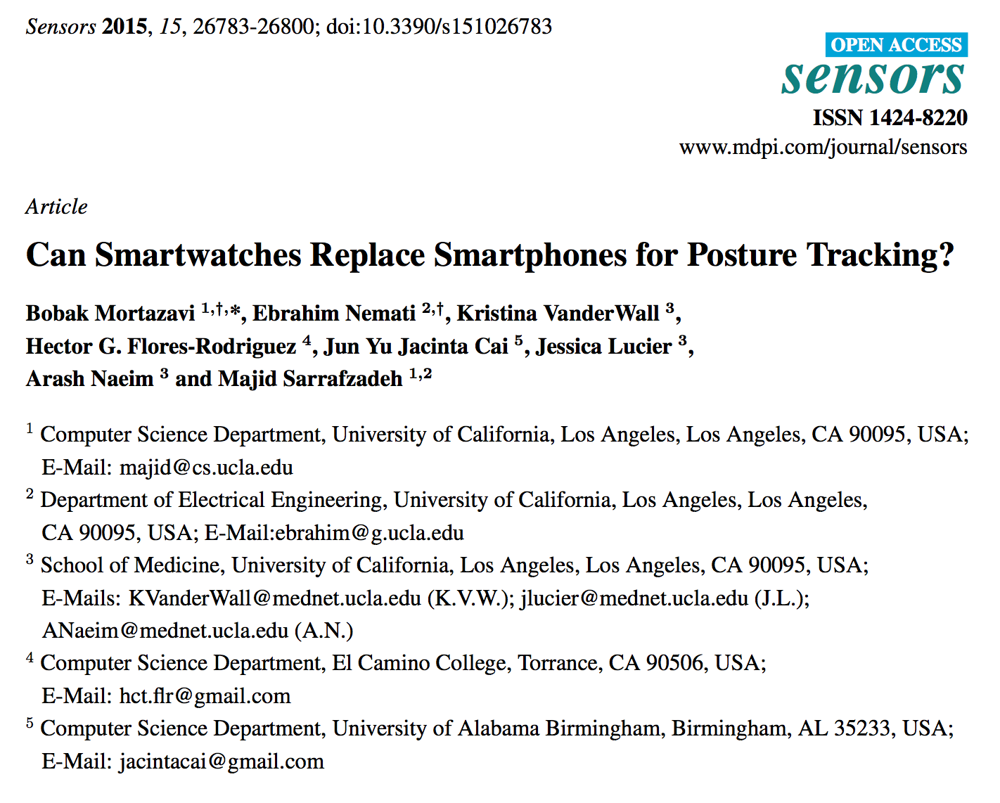 Sensors 2015, 15, 26783-26800; doi:10.3390/s151026783
OPEN ACCESS
sensors
ISSN 1424-8220
www.mdpi.com/journal/sensors
Article
Can Smartwatches Replace Smartphones for Posture Tracking?
Bobak Mortazavi 1,†,*, Ebrahim Nemati 2,†, Kristina VanderWall 3,
Hector G. Flores-Rodriguez 4, Jun Yu Jacinta Cai 5, Jessica Lucier 3,
Arash Naeim 3 and Majid Sarrafzadeh 1,2
1 Computer Science Department, University of California, Los Angeles, Los Angeles, CA 90095, USA;
E-Mail: majid@cs.ucla.edu
2 Department of Electrical Engineering, University of California, Los Angeles, Los Angeles,
CA 90095, USA; E-Mail:ebrahim@g.ucla.edu
3 School of Medicine, University of California, Los Angeles, Los Angeles, CA 90095, USA;
E-Mails: KVanderWall@mednet.ucla.edu (K.V.W.); jlucier@mednet.ucla.edu (J.L.);
ANaeim@mednet.ucla.edu (A.N.)
4 Computer Science Department, El Camino College, Torrance, CA 90506, USA;
E-Mail: hct.flr@gmail.com
5 Computer Science Department, University of Alabama Birmingham, Birmingham, AL 35233, USA;
E-Mail: jacintacai@gmail.com